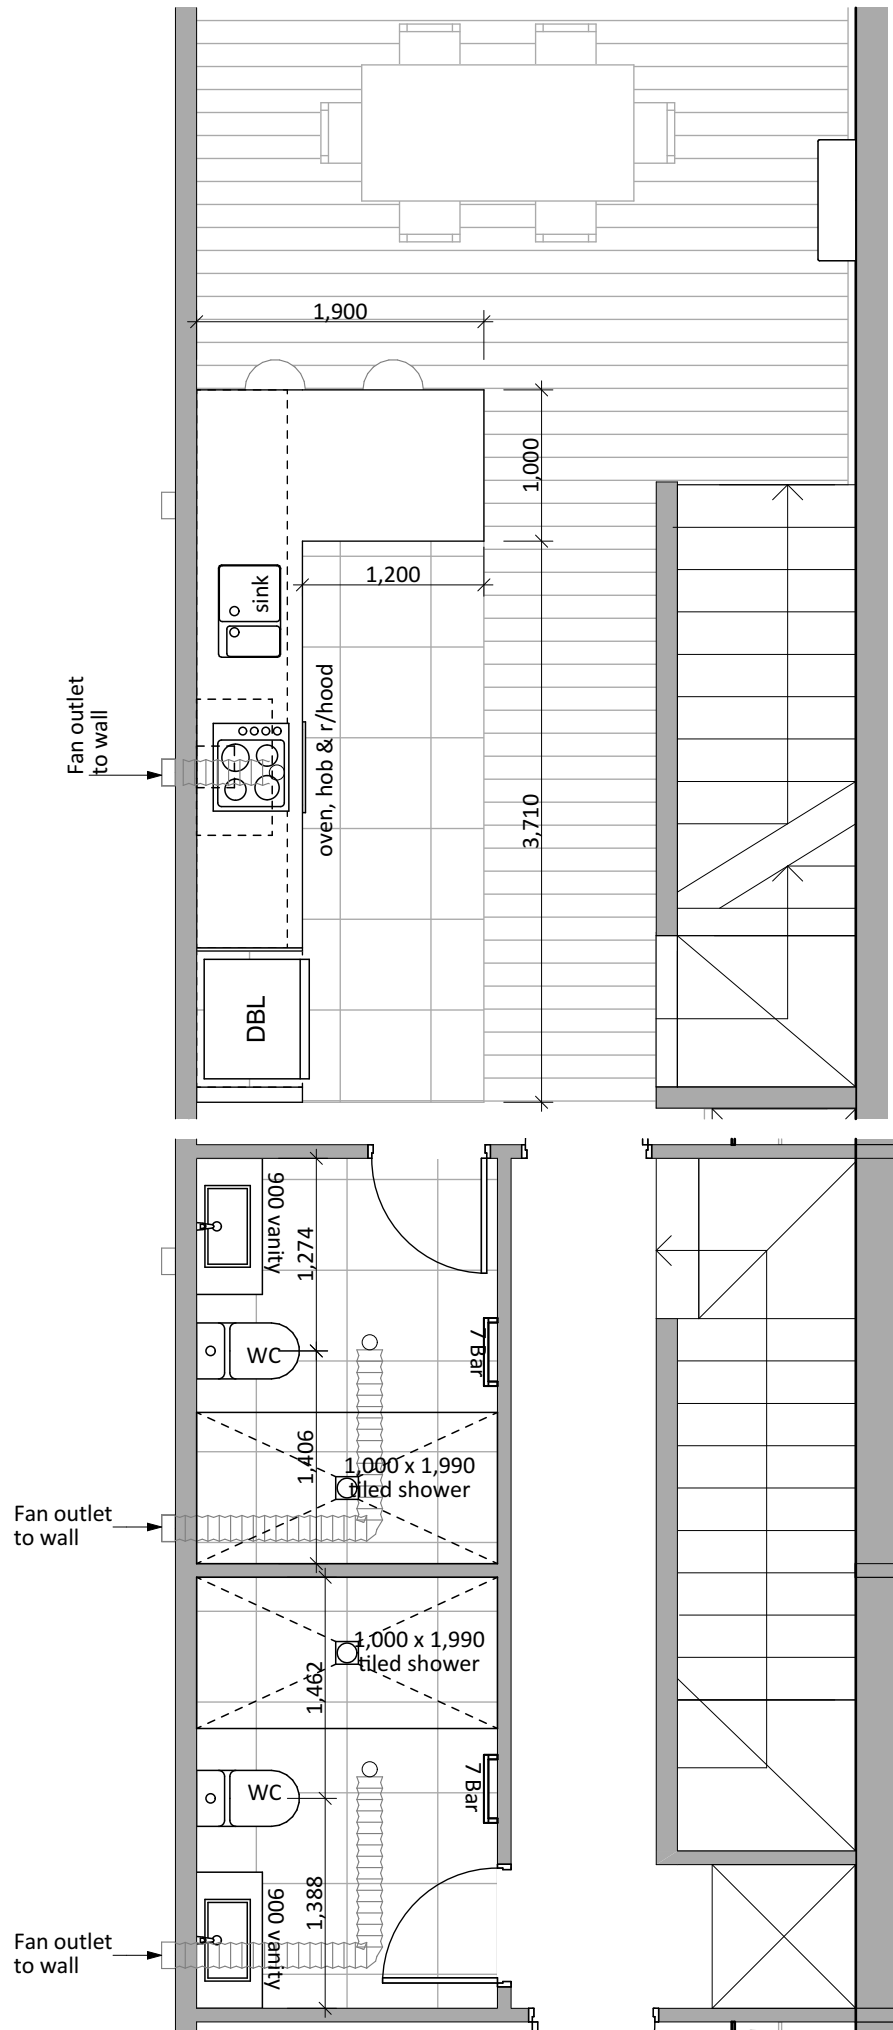 1,900
1,000
sink
1,200
Fan outlet
to wall
oven, hob & r/hood
3,710
DBL
900 vanity
1,274
WC
7 Bar
1,406
1,000 x 1,990
tiled shower
Fan outlet
to wall
1,000 x 1,990
tiled shower
1,462
WC
7 Bar
900 vanity
1,388
Fan outlet
to wall